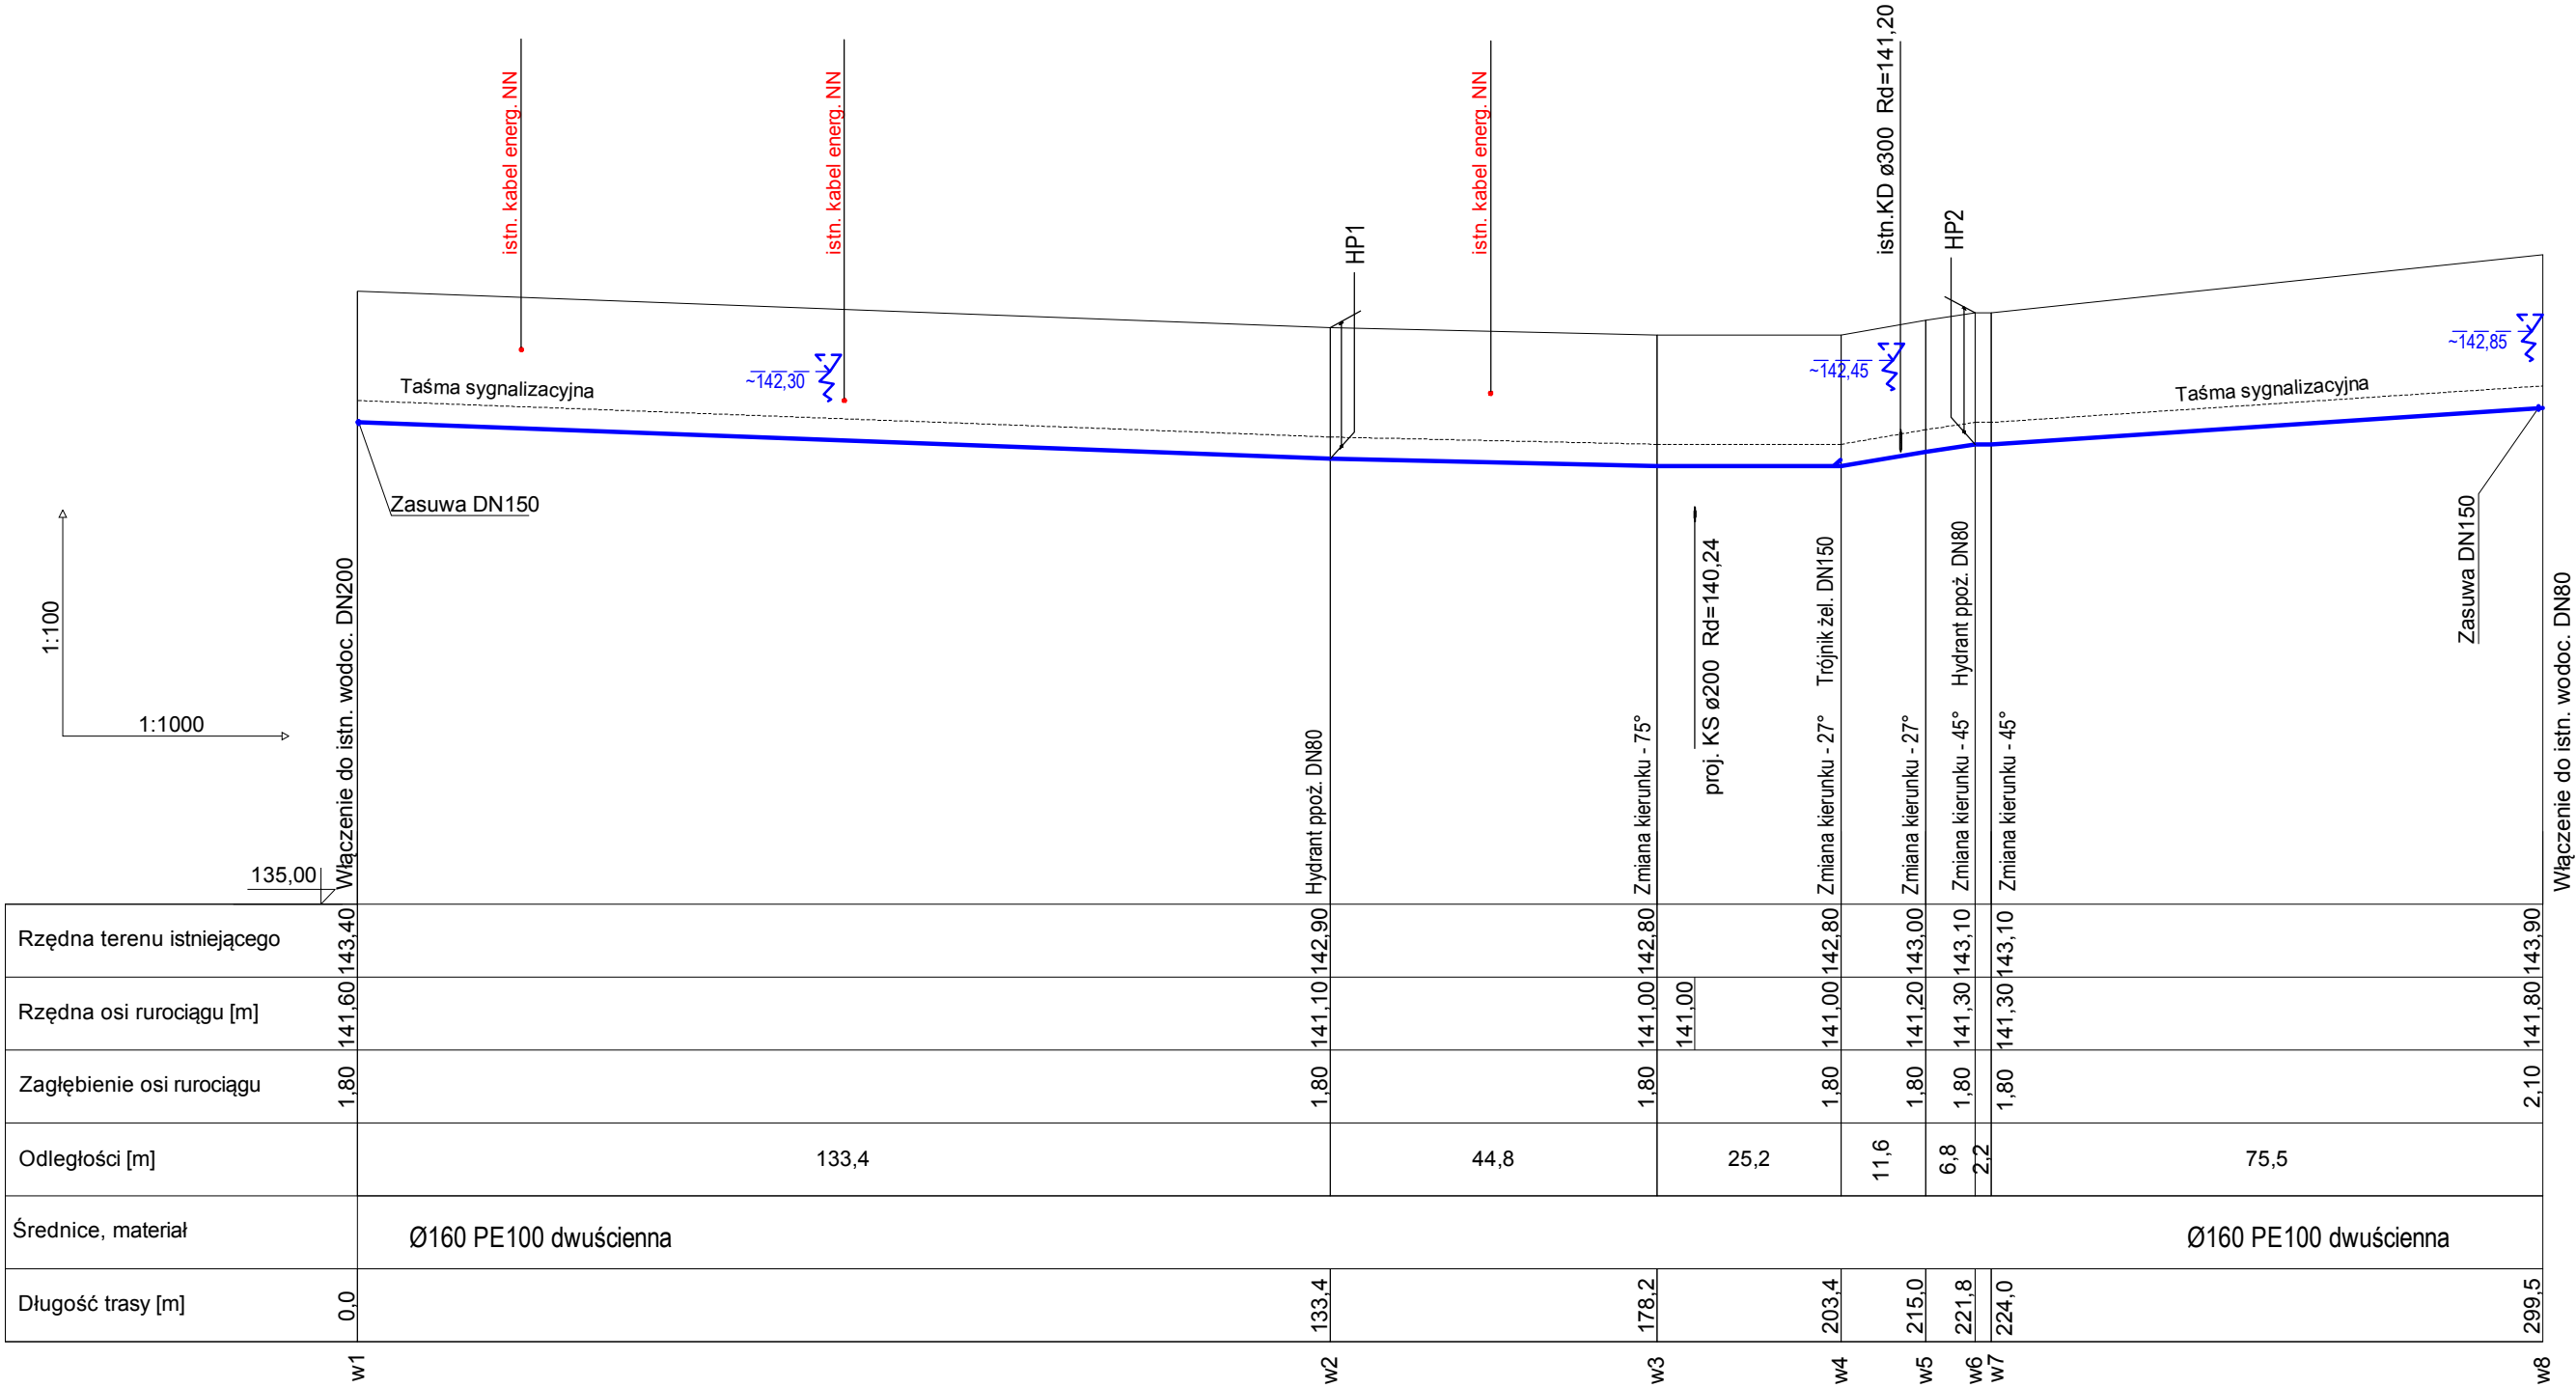 istn. kabel energ. NN
istn. kabel energ. NN
istn. kabel energ. NN
istn.KD ø300 Rd=141,20
HP1
HP2
~142,30
~142,45
~142,85
Taśma sygnalizacyjna
Taśma sygnalizacyjna
Zasuwa DN150
Zasuwa DN150
1:100
1:1000
Włączenie do istn. wodoc. DN200
Hydrant ppoż. DN80
Zmiana kierunku - 75°
proj. KS ø200 Rd=140,24
Zmiana kierunku - 27° Trójnik żel. DN150
Zmiana kierunku - 27°
Zmiana kierunku - 45° Hydrant ppoż. DN80
Zmiana kierunku - 45°
Włączenie do istn. wodoc. DN80
135,00
Rzędna terenu istniejącego 143,40 142,90 142,80 142,80 143,00 143,10 143,10 143,90
Rzędna osi rurociągu [m] 141,60 141,10 141,00 141,00 141,00 141,20 141,30 141,30 141,80
Zagłębienie osi rurociągu 1,80 1,80 1,80 1,80 1,80 1,80 1,80 2,10
Odległości [m] 133,4 44,8 25,2 11,6 6,8 2,2 75,5
Średnice, materiał Ø160 PE100 dwuścienna Ø160 PE100 dwuścienna
Długość trasy [m] 0,0 133,4 178,2 203,4 215,0 221,8 224,0 299,5
w1 w2 w3 w4 w5 w6 w7 w8